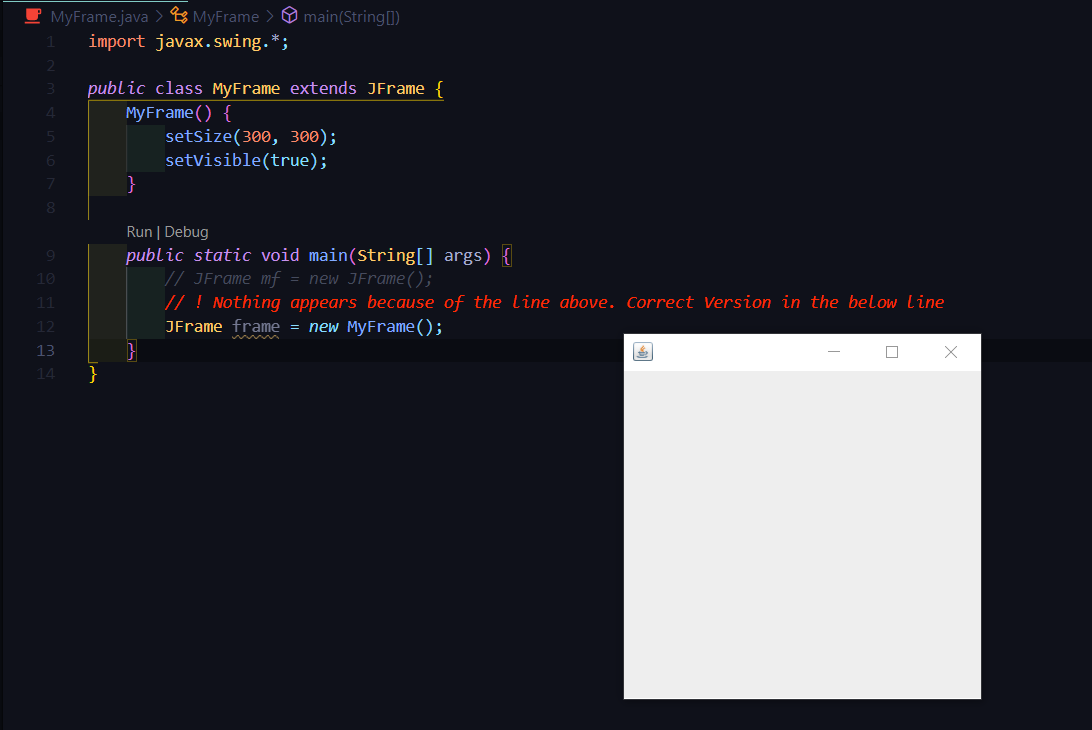 MyFrame.java > MyFrame > main(String[])
1 import javax.swing.*;
2
3 public class MyFrame extends JFrame {
4 MyFrame() {
5 setSize(300, 300);
6 setVisible(true);
7 }
8
Run | Debug
9 public static void main(String[] args) {
10 // JFrame mf = new JFrame();
11 // ! Nothing appears because of the line above. Correct Version in the below line
12 JFrame frame = new MyFrame();
13 }
14 }